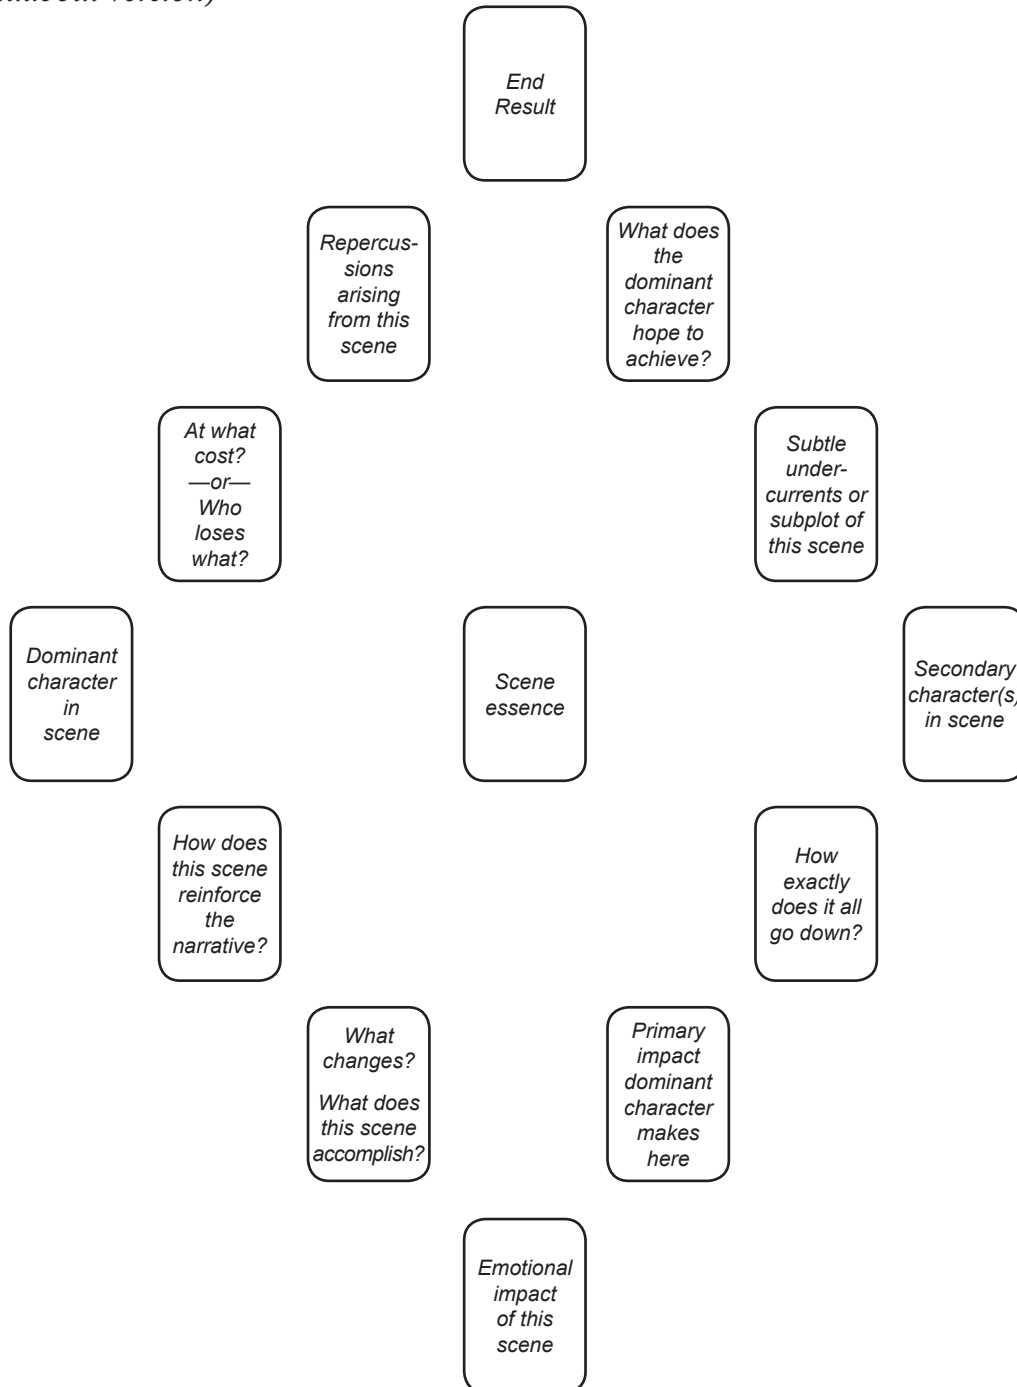 version)
End
Result
Repercus-
sions
arising
from this
scene
What does
the
dominant
character
hope to
achieve?
At what
cost?
—or—
Who
loses
what?
Subtle
under-
currents or
subplot of
this scene
Dominant
character
in
scene
Scene
essence
Secondary
character(s)
in scene
How does
this scene
reinforce
the
narrative?
How
exactly
does it all
go down?
What
changes?
What does
this scene
accomplish?
Primary
impact
dominant
character
makes
here
Emotional
impact
of this
scene